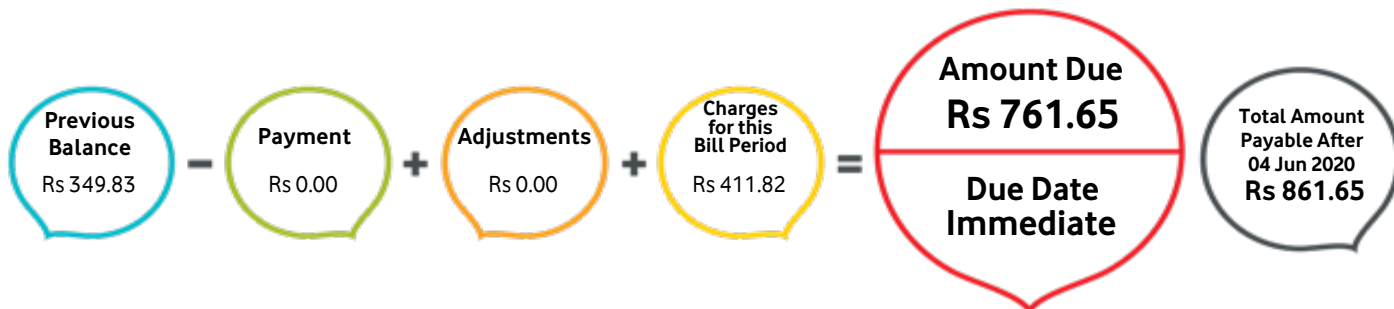 Previous
Balance
Rs 349.83
-
Payment
Rs 0.00
+
Adjustments
Rs 0.00
+
Charges
for this
Bill Period
Rs 411.82
=
Amount Due
Rs 761.65
Due Date
Immediate
Total Amount
Payable After
04 Jun 2020
Rs 861.65